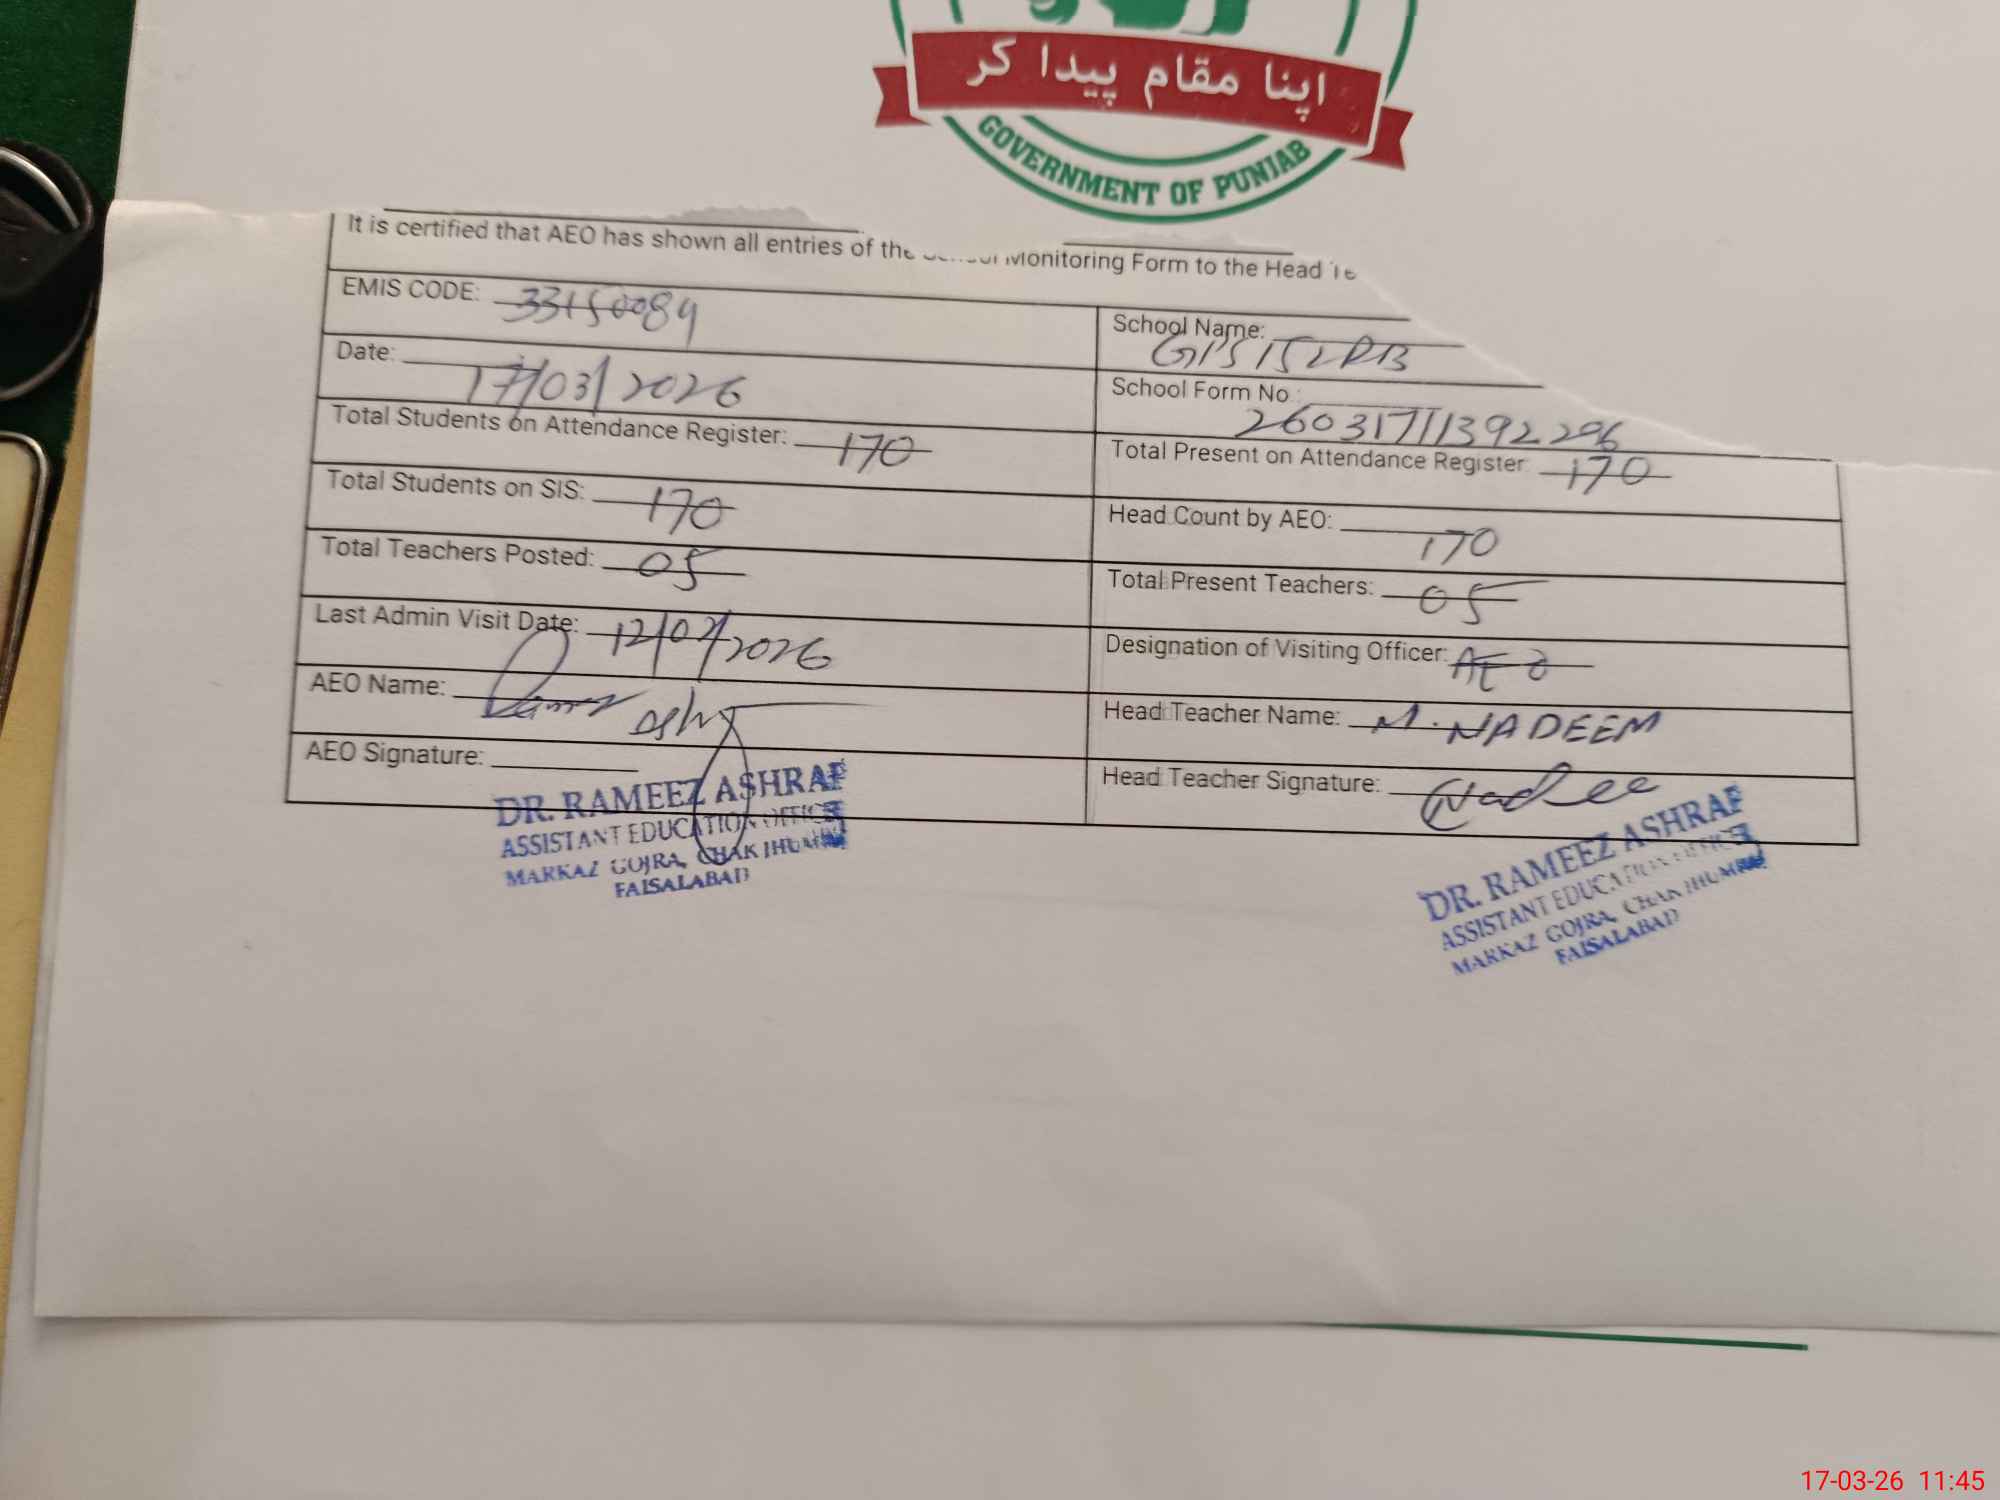 اپنا مقام پیدا کر
GOVERNMENT OF PUNJAB
It is certified that AEO has shown all entries of the Monitoring Form to the Head Te
EMIS CODE: 33150084
School Name: GPS 152 RB
Date: 17/03/2026
School Form No.: 260317111392296
Total Students on Attendance Register: 170
Total Present on Attendance Register: 170
Total Students on SIS: 170
Head Count by AEO: 170
Total Teachers Posted: 05
Total Present Teachers: 05
Last Admin Visit Date: 12/02/2026
Designation of Visiting Officer: AEO
AEO Name:
Head Teacher Name: M. NADEEM
AEO Signature:
Head Teacher Signature: Nadee
DR. RAMEEZ ASHRAF
ASSISTANT EDUCATION OFFICER
MARKAZ GOJRA, CHAK JHUMRA
FAISALABAD
DR. RAMEEZ ASHRAF
ASSISTANT EDUCATION OFFICER
MARKAZ GOJRA, CHAK JHUMRA
FAISALABAD
17-03-26 11:45